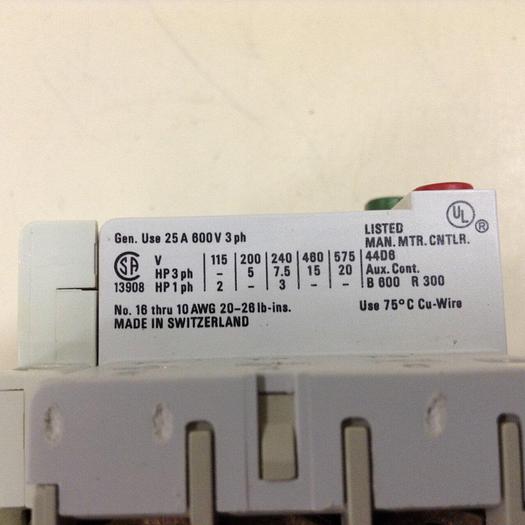 Gen. Use 25 A 600 V 3 ph
LISTED UL ®
MAN. MTR. CNTLR.
44D6
Aux. Cont.
B 600 R 300
SA 13908
V 115 200 240 460 575
HP 3 ph – 5 7.5 15 20
HP 1 ph 2 – 3 – –
No. 16 thru 10 AWG 20-26 lb-ins.
Use 75°C Cu-Wire
MADE IN SWITZERLAND